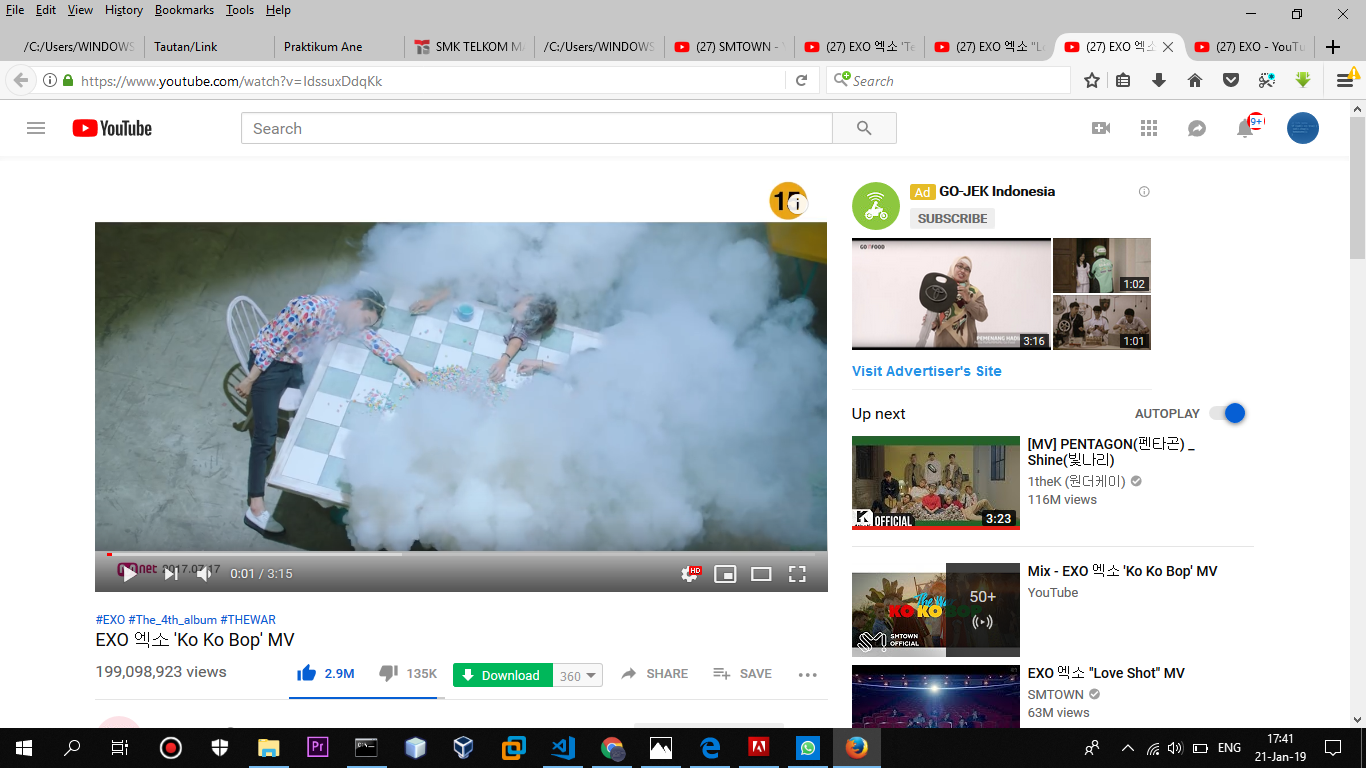 File Edit View History Bookmarks Tools Help
/C:/Users/WINDOWS
Tautan/Link
Praktikum Ane
SMK TELKOM MA
/C:/Users/WINDOWS
(27) SMTOWN - Y
(27) EXO 엑소 'Te
(27) EXO 엑소 "Lo
(27) EXO 엑소
(27) EXO - YouTu
https://www.youtube.com/watch?v=IdssuxDdqKk
Search
YouTube
Search
9+
15
i
Ad GO-JEK Indonesia
SUBSCRIBE
GO FOOD
PEMENANG
3:16
1:02
1:01
Visit Advertiser's Site
Up next
AUTOPLAY
[MV] PENTAGON(펜타곤) _
Shine(빛나리)
1theK (원더케이)
116M views
K OFFICIAL
3:23
Mix - EXO 엑소 'Ko Ko Bop' MV
YouTube
The War
KO KO BOP
SMTOWN
OFFICIAL
50+
EXO 엑소 "Love Shot" MV
SMTOWN
63M views
Mnet 2017.07.17
0:01 / 3:15
HD
#EXO #The_4th_album #THEWAR
EXO 엑소 'Ko Ko Bop' MV
199,098,923 views
2.9M
135K
Download
360
SHARE
SAVE
Pr
C:\_
ENG
17:41
21-Jan-19